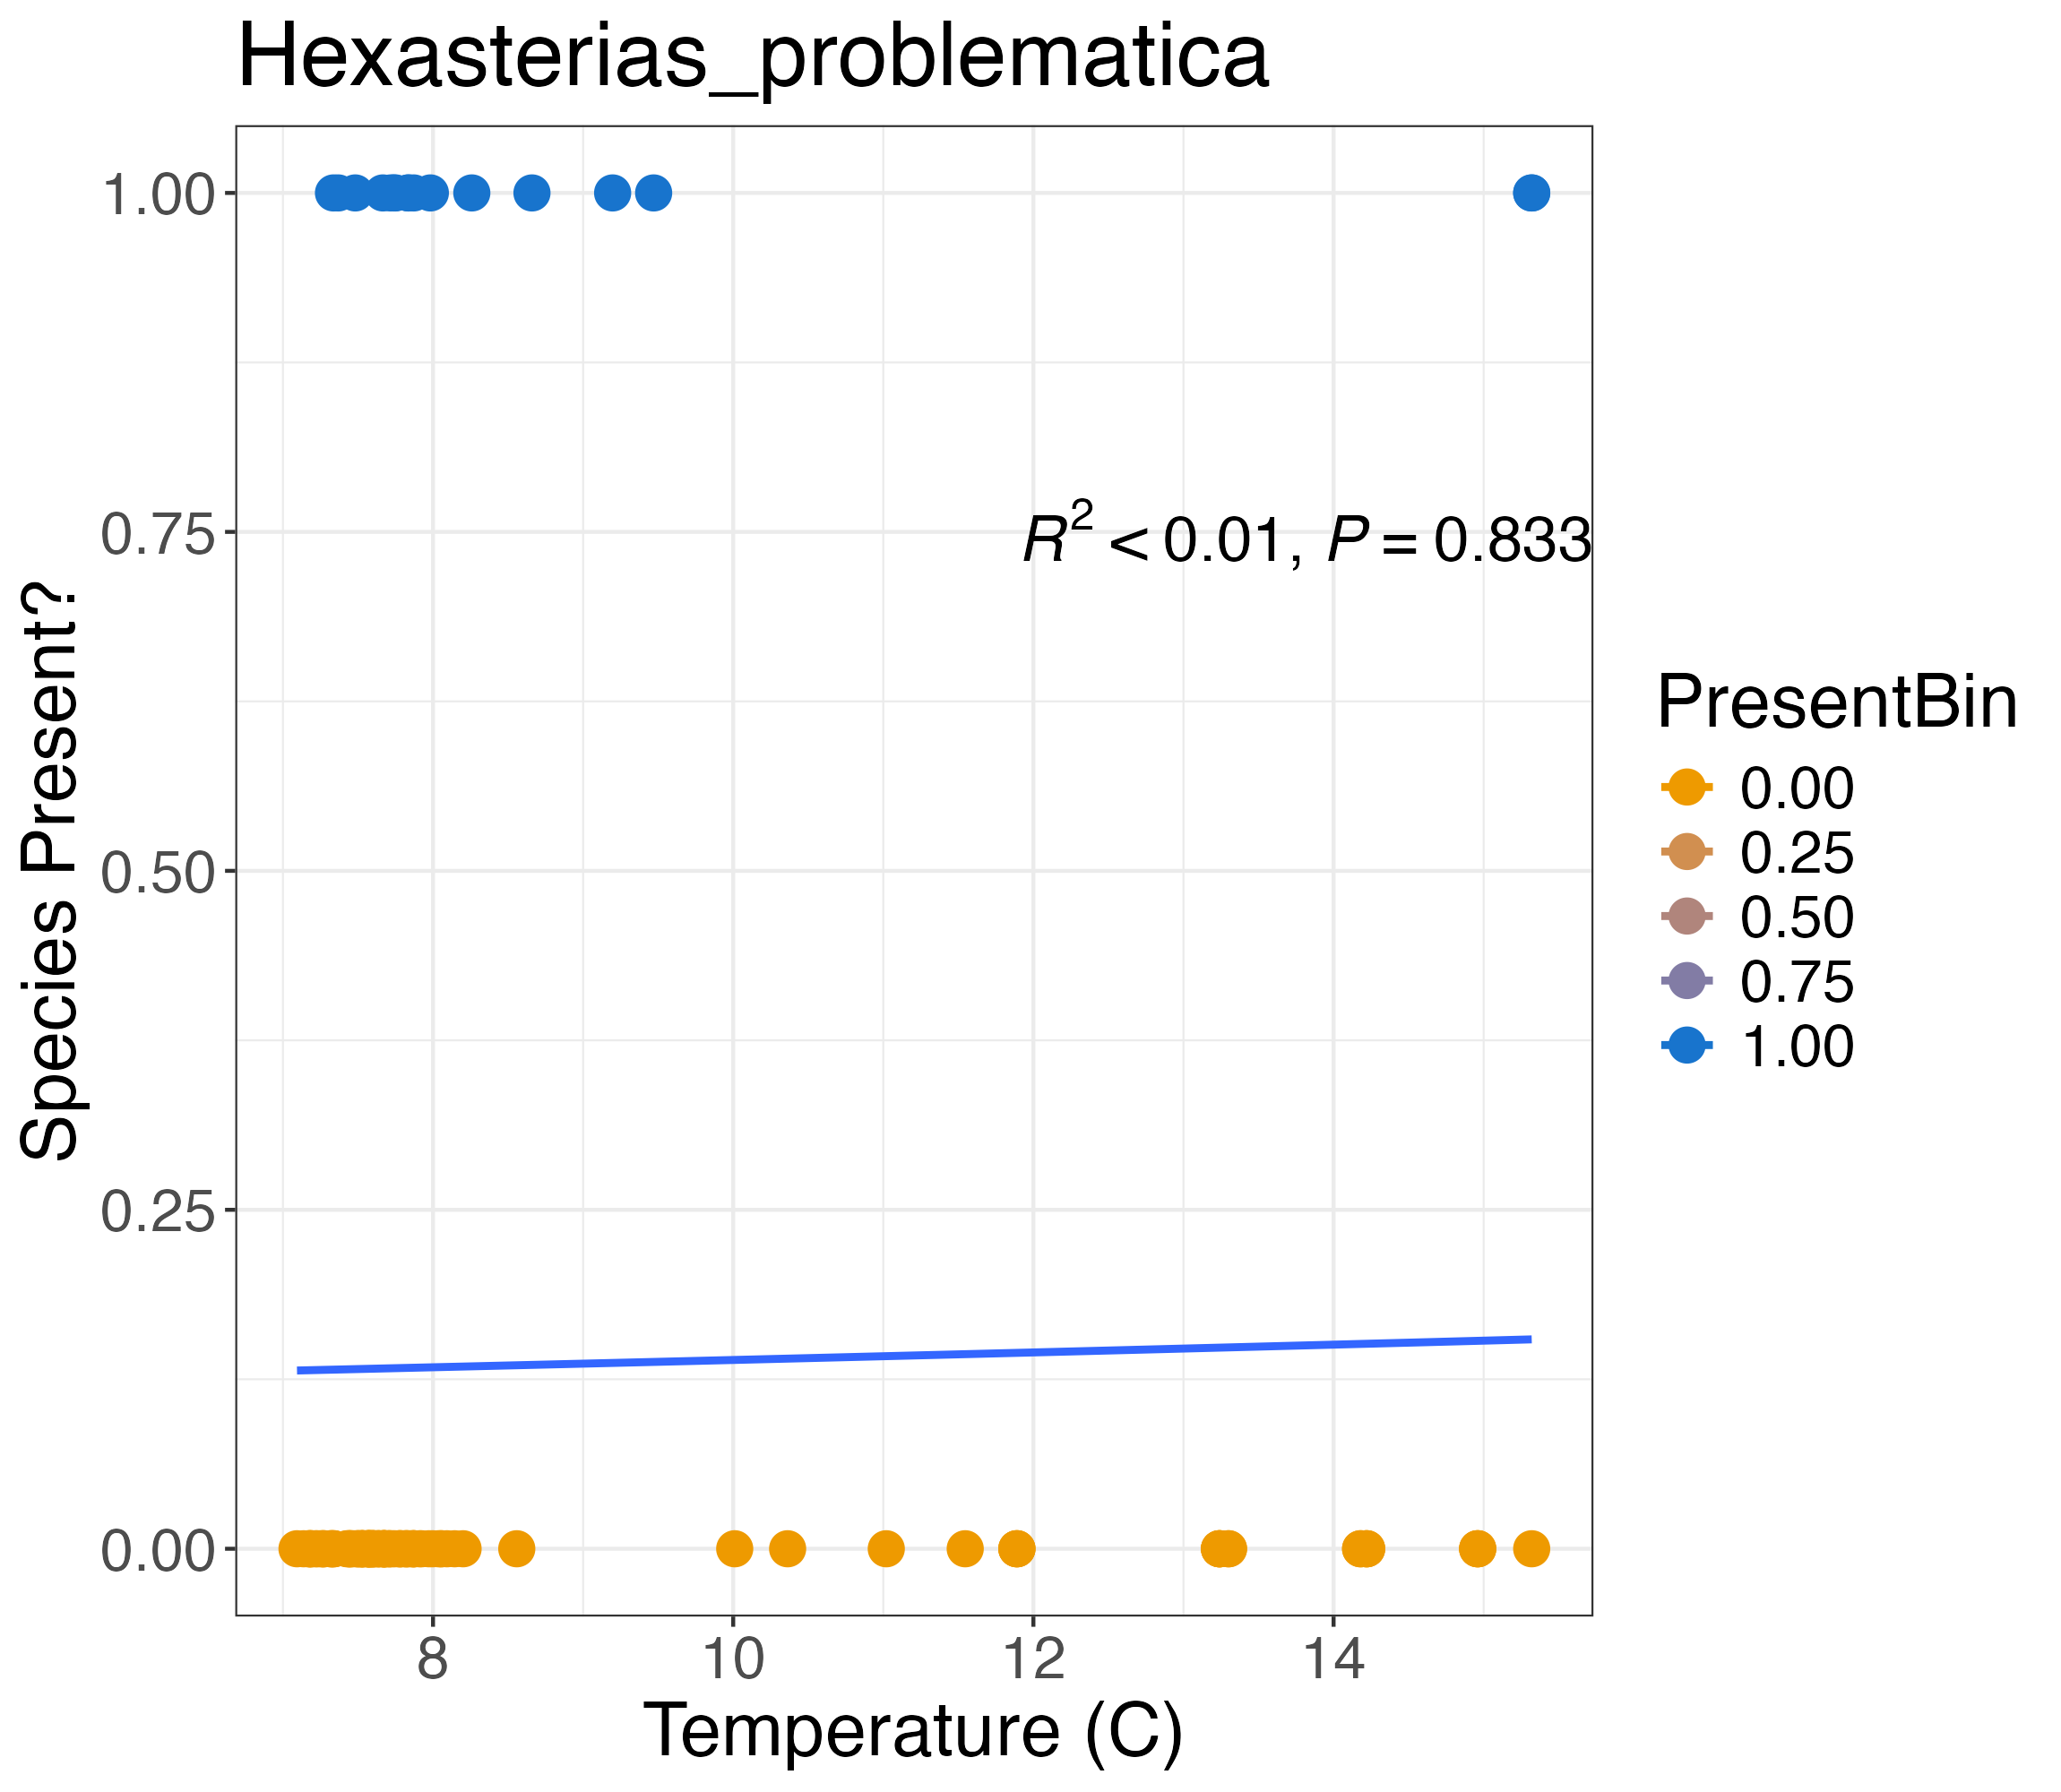 Hexasterias_problematica
Species Present?
1.00
0.75
0.50
0.25
0.00
R² < 0.01, P = 0.833
8
10
12
14
Temperature (C)
PresentBin
0.00
0.25
0.50
0.75
1.00